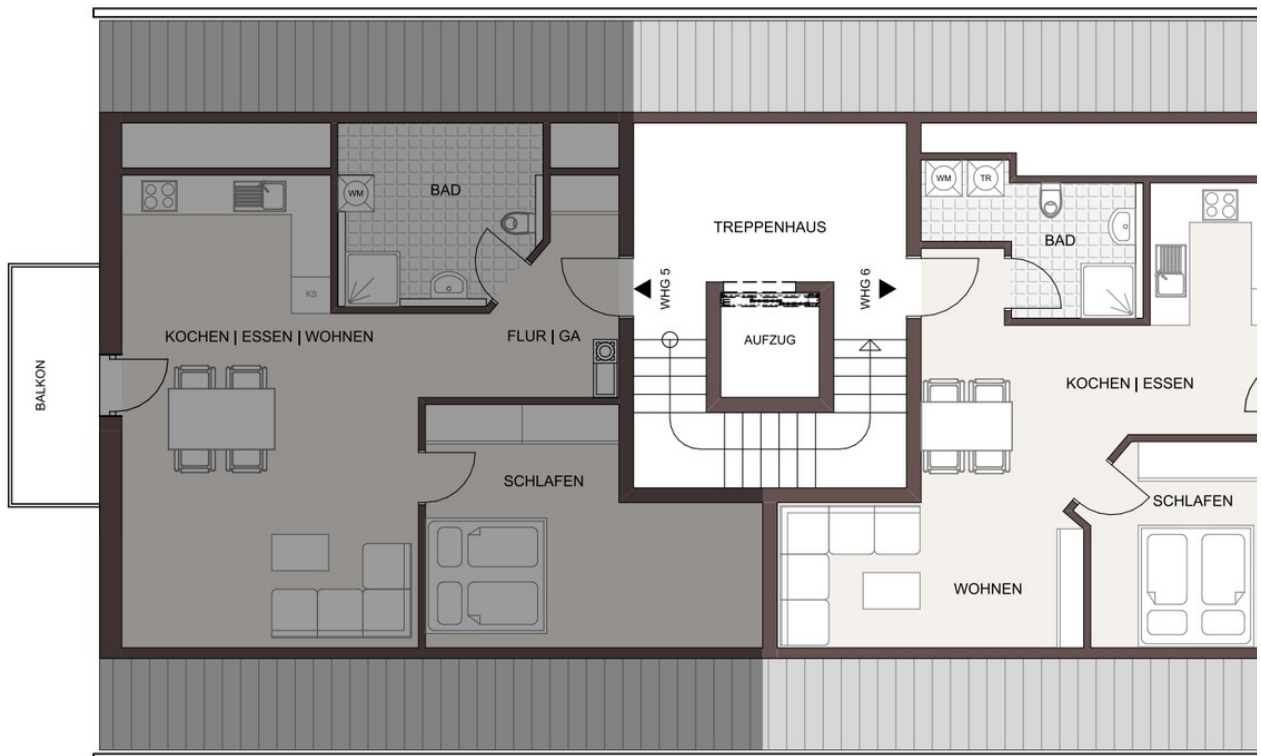 WM
BAD
KS
KOCHEN | ESSEN | WOHNEN
FLUR | GA
BALKON
SCHLAFEN
TREPPENHAUS
WHG 5
WHG 6
AUFZUG
WM
TR
BAD
KOCHEN | ESSEN
SCHLAFEN
WOHNEN